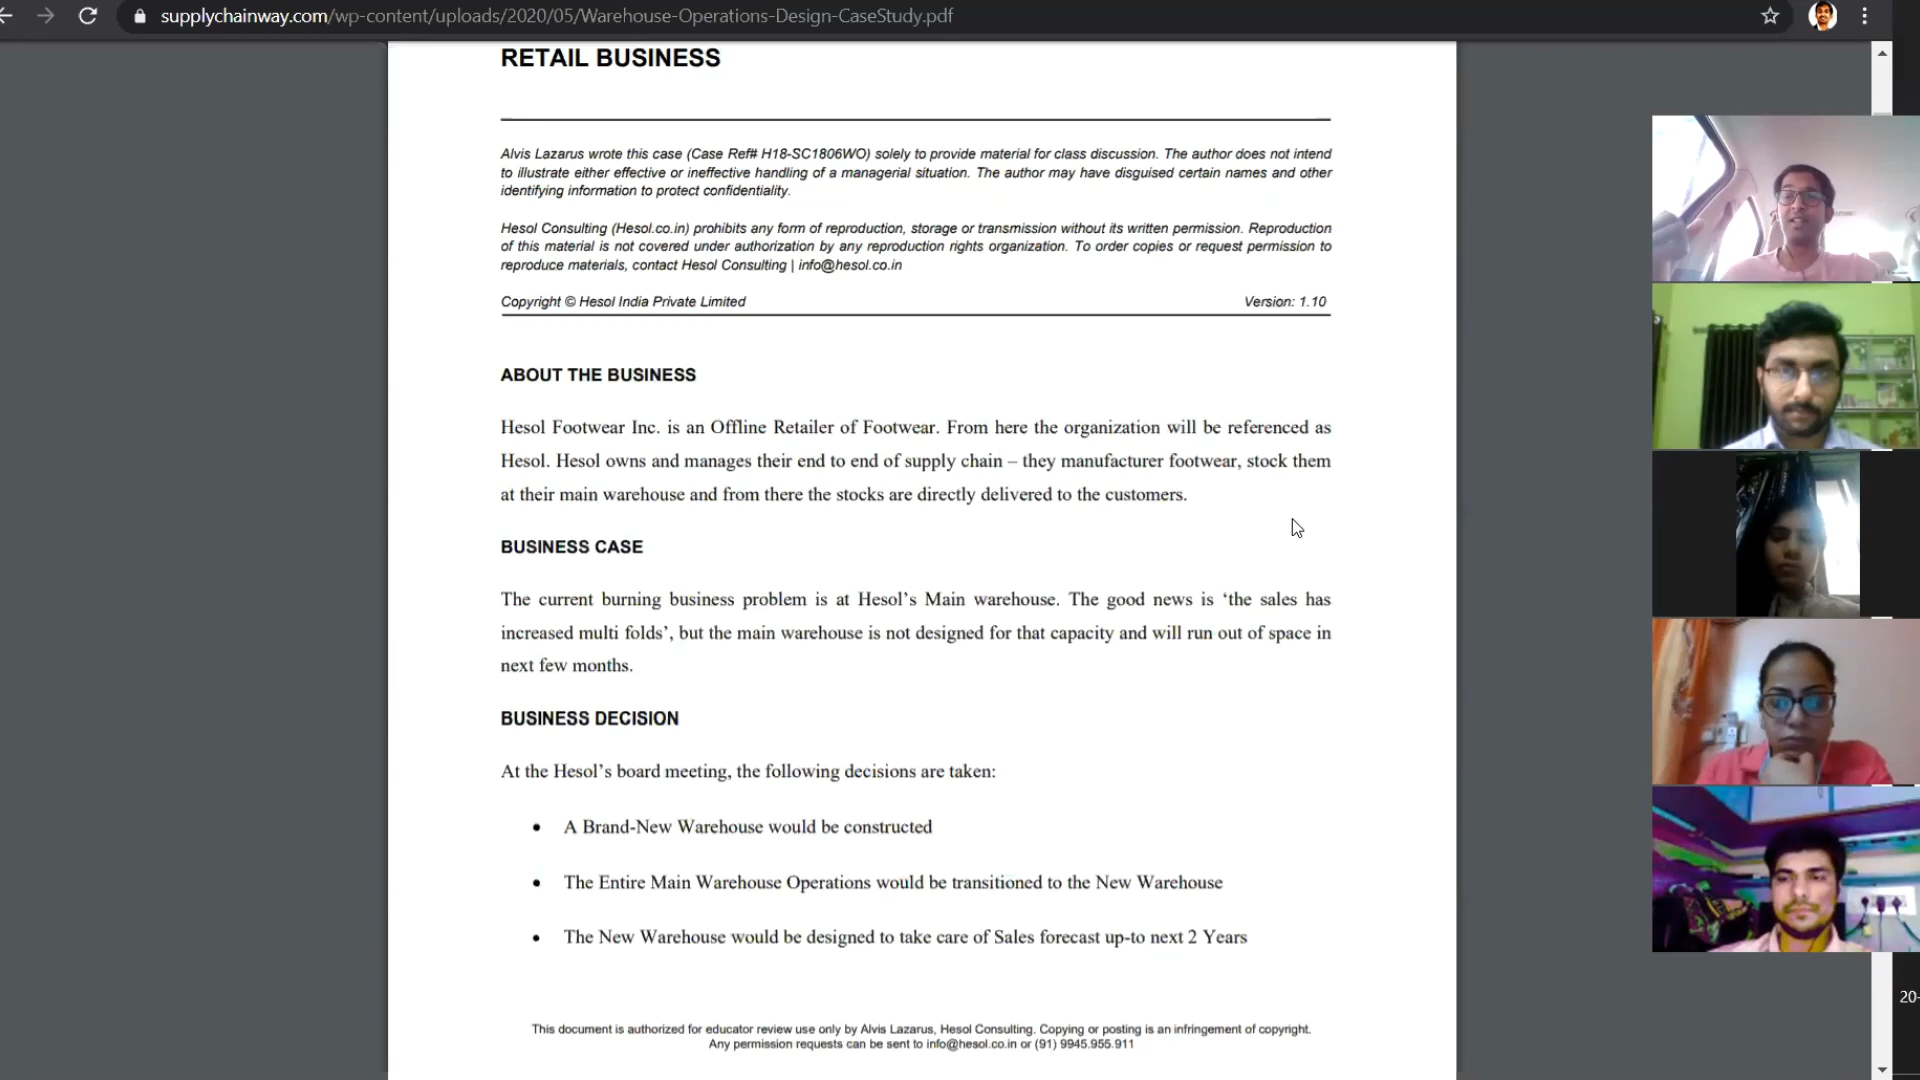 supplychainway.com/wp-content/uploads/2020/05/Warehouse-Operations-Design-CaseStudy.pdf
RETAIL BUSINESS
Alvis Lazarus wrote this case (Case Ref# H18-SC1806WO) solely to provide material for class discussion. The author does not intend
to illustrate either effective or ineffective handling of a managerial situation. The author may have disguised certain names and other
identifying information to protect confidentiality.
Hesol Consulting (Hesol.co.in) prohibits any form of reproduction, storage or transmission without its written permission. Reproduction
of this material is not covered under authorization by any reproduction rights organization. To order copies or request permission to
reproduce materials, contact Hesol Consulting | info@hesol.co.in
Copyright © Hesol India Private Limited Version: 1.10
ABOUT THE BUSINESS
Hesol Footwear Inc. is an Offline Retailer of Footwear. From here the organization will be referenced as
Hesol. Hesol owns and manages their end to end of supply chain – they manufacturer footwear, stock them
at their main warehouse and from there the stocks are directly delivered to the customers.
BUSINESS CASE
The current burning business problem is at Hesol’s Main warehouse. The good news is ‘the sales has
increased multi folds’, but the main warehouse is not designed for that capacity and will run out of space in
next few months.
BUSINESS DECISION
At the Hesol’s board meeting, the following decisions are taken:
• A Brand-New Warehouse would be constructed
• The Entire Main Warehouse Operations would be transitioned to the New Warehouse
• The New Warehouse would be designed to take care of Sales forecast up-to next 2 Years
20-
This document is authorized for educator review use only by Alvis Lazarus, Hesol Consulting. Copying or posting is an infringement of copyright.
Any permission requests can be sent to info@hesol.co.in or (91) 9945.955.911